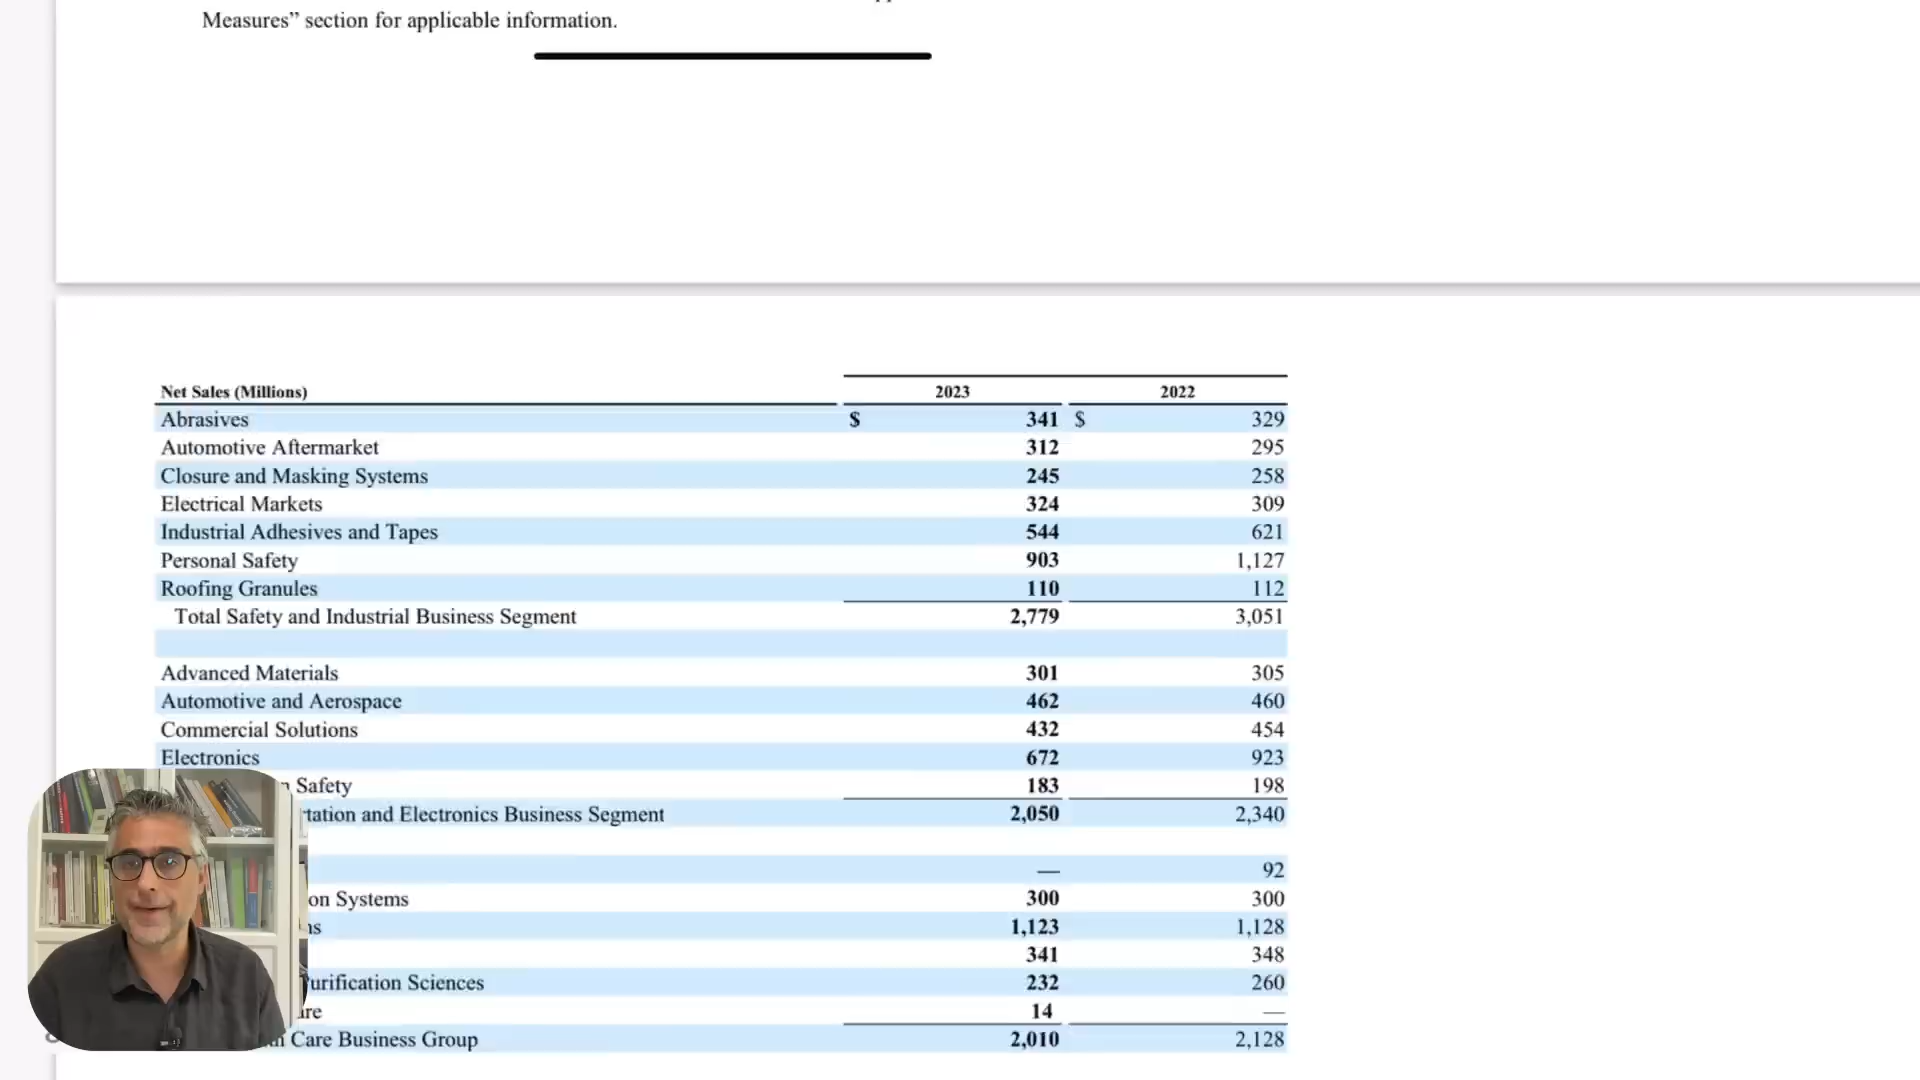 Measures” section for applicable information.
Net Sales (Millions) 2023 2022
Abrasives $ 341 $ 329
Automotive Aftermarket 312 295
Closure and Masking Systems 245 258
Electrical Markets 324 309
Industrial Adhesives and Tapes 544 621
Personal Safety 903 1,127
Roofing Granules 110 112
Total Safety and Industrial Business Segment 2,779 3,051
Advanced Materials 301 305
Automotive and Aerospace 462 460
Commercial Solutions 432 454
Electronics 672 923
Safety 183 198
and Electronics Business Segment 2,050 2,340
— 92
Systems 300 300
1,123 1,128
341 348
Sciences 232 260
14 —
Care Business Group 2,010 2,128